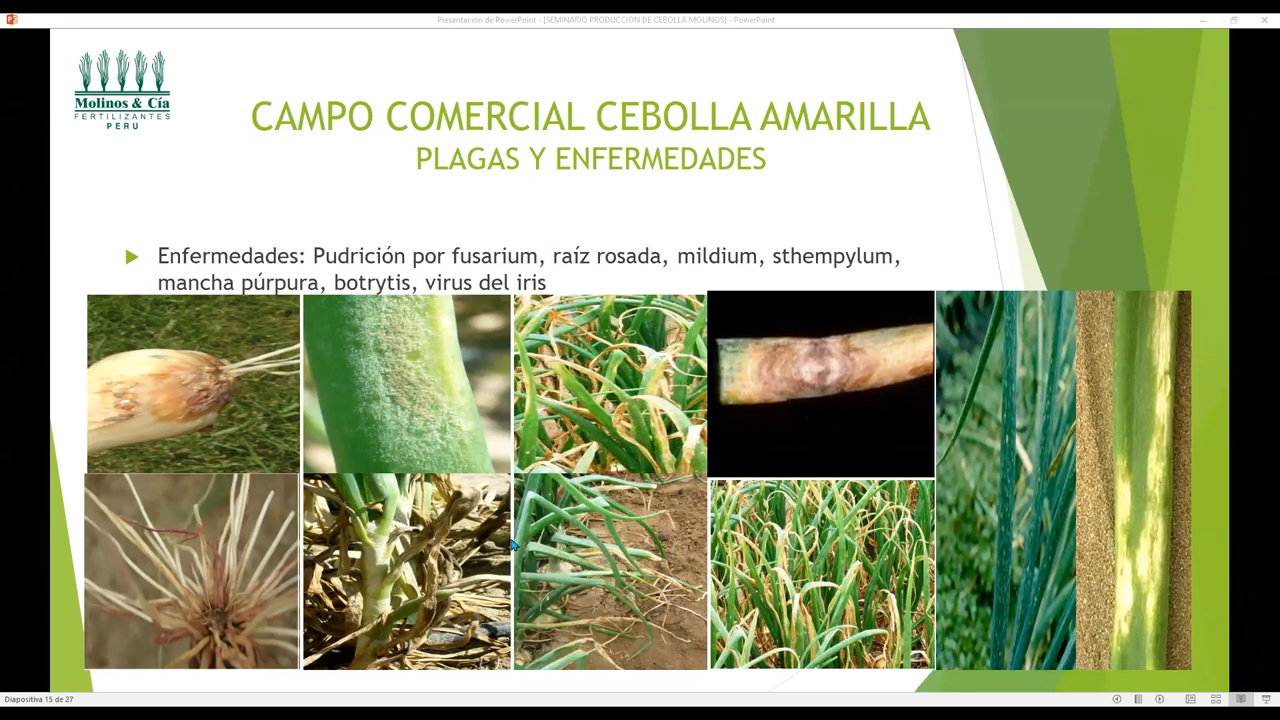 Presentación de PowerPoint - [SEMINARIO PRODUCCION DE CEBOLLA MOLINOS] - PowerPoint
Molinos & Cía
FERTILIZANTES
PERU
CAMPO COMERCIAL CEBOLLA AMARILLA
PLAGAS Y ENFERMEDADES
Enfermedades: Pudrición por fusarium, raíz rosada, mildium, sthempylum,
mancha púrpura, botrytis, virus del iris
Diapositiva 15 de 27